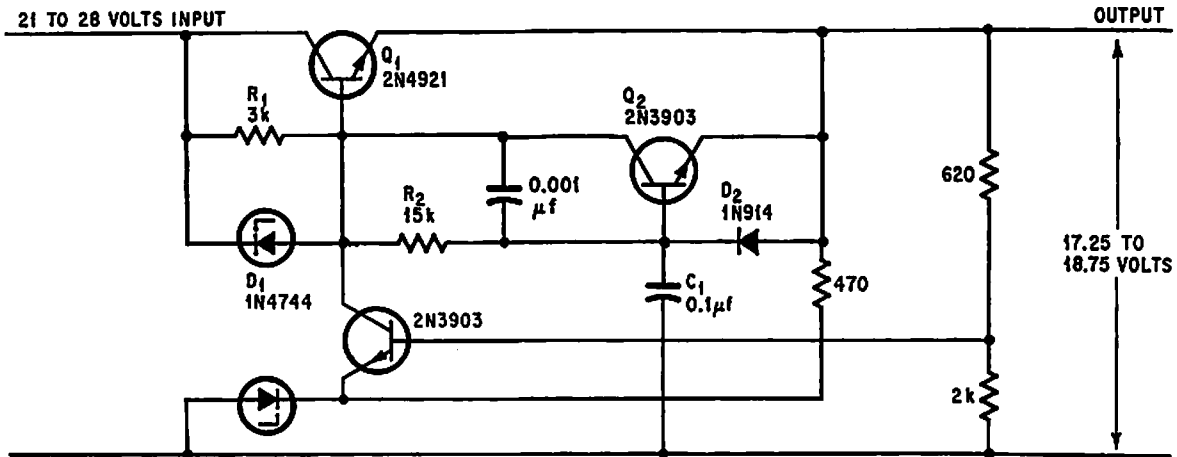 21 TO 28 VOLTS INPUT
OUTPUT
Q1
2N4921
R1
3k
Q2
2N3903
0.001
μf
R2
15k
D2
1N914
620
17.25 TO
18.75 VOLTS
D1
1N4744
C1
0.1μf
470
2N3903
2k